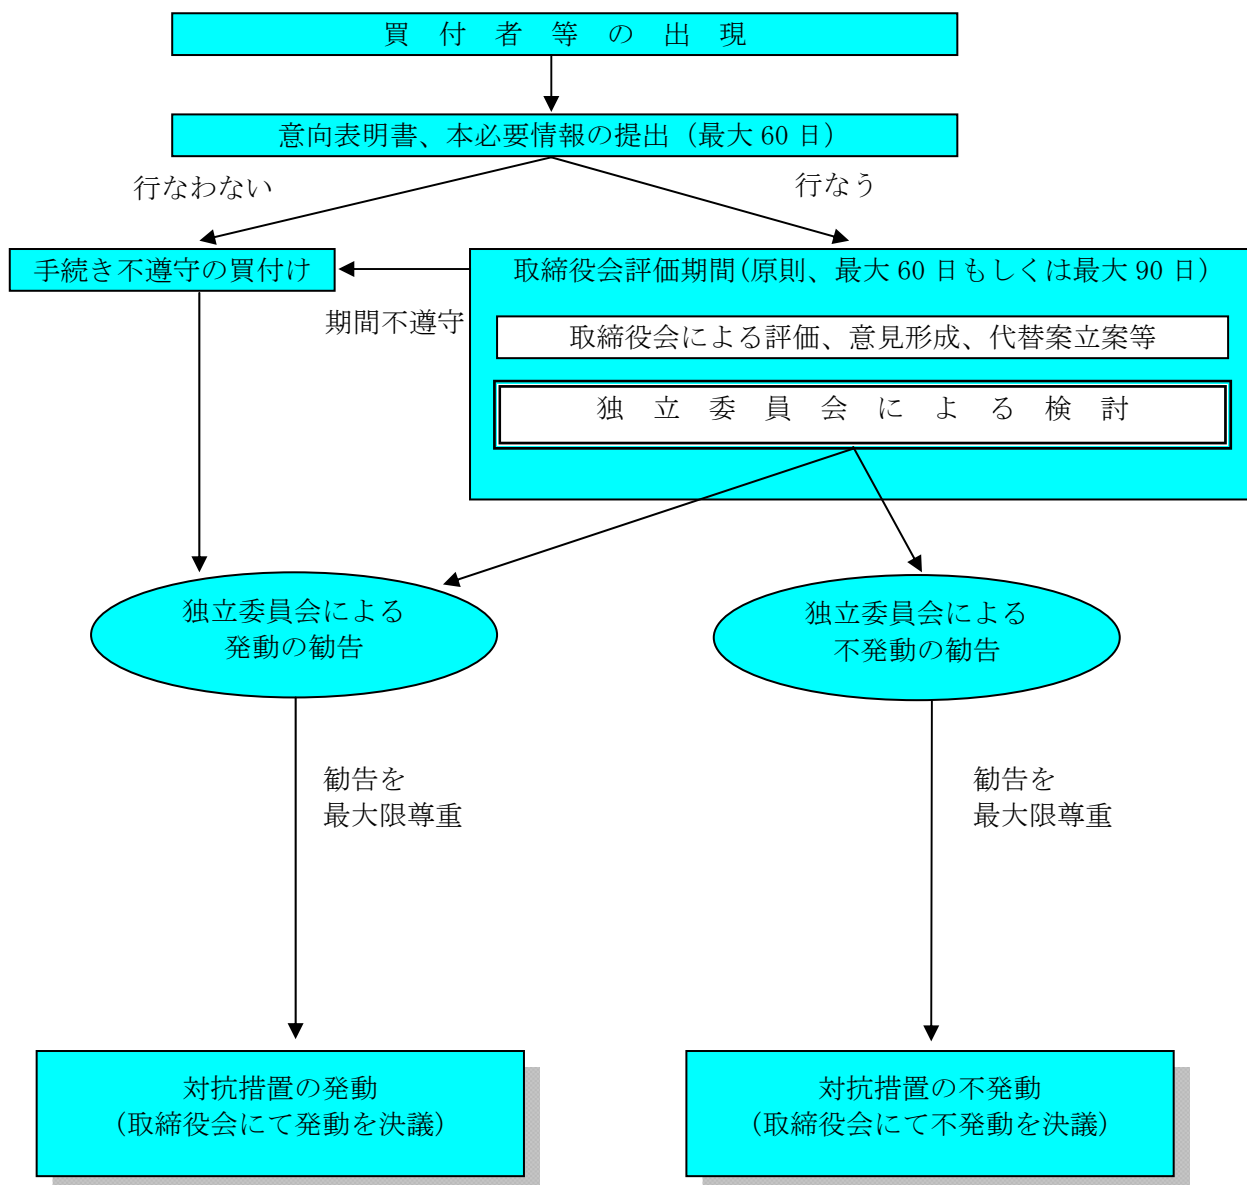 買付者等の出現
意向表明書、本必要情報の提出（最大 60 日）
行なわない
行なう
手続き不遵守の買付け
取締役会評価期間(原則、最大 60 日もしくは最大 90 日)
期間不遵守
取締役会による評価、意見形成、代替案立案等
独立委員会による検討
独立委員会による
発動の勧告
独立委員会による
不発動の勧告
勧告を
最大限尊重
勧告を
最大限尊重
対抗措置の発動
（取締役会にて発動を決議）
対抗措置の不発動
（取締役会にて不発動を決議）